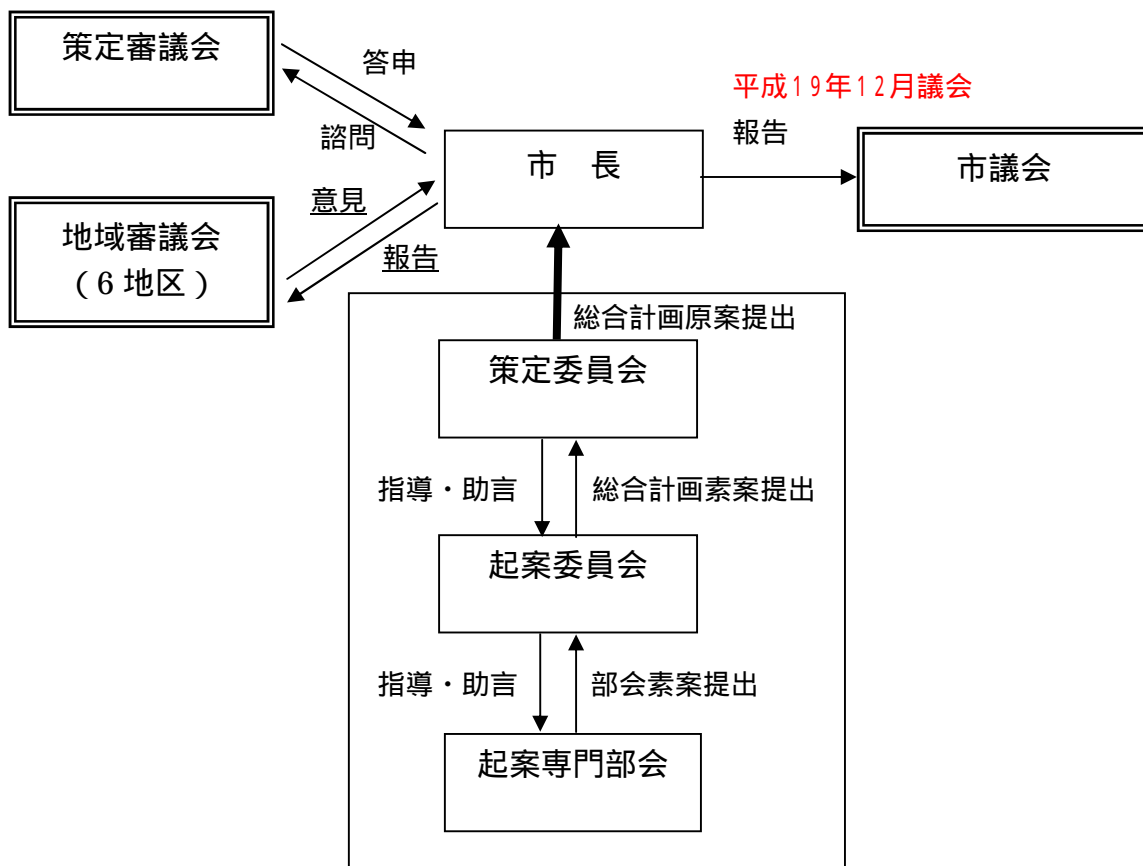 策定審議会
答申
諮問
平成19年12月議会
報告
市　長
市議会
意見
報告
地域審議会
(6地区)
総合計画原案提出
策定委員会
指導・助言
総合計画素案提出
起案委員会
指導・助言
部会素案提出
起案専門部会